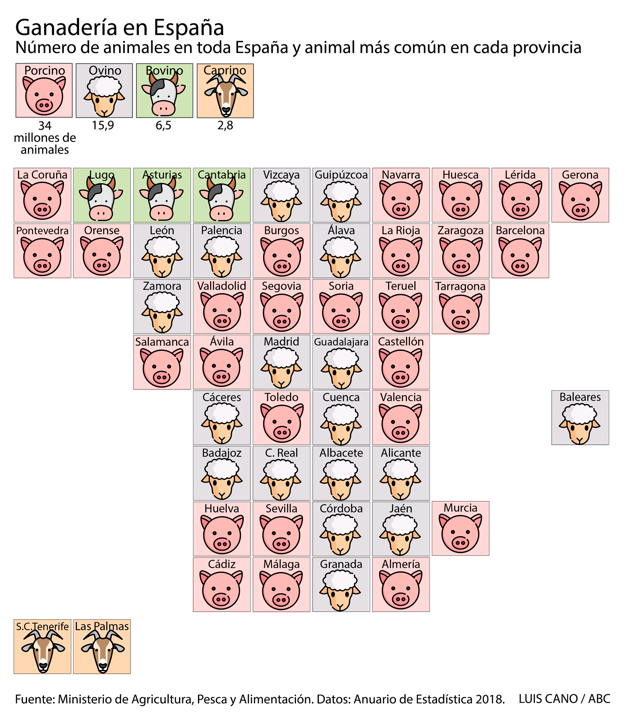 Ganadería en España
Número de animales en toda España y animal más común en cada provincia
Porcino Ovino Bovino Caprino
34 15,9 6,5 2,8
millones de
animales
La Coruña Lugo Asturias Cantabria Vizcaya Guipúzcoa Navarra Huesca Lérida Gerona
Pontevedra Orense León Palencia Burgos Álava La Rioja Zaragoza Barcelona
Zamora Valladolid Segovia Soria Teruel Tarragona
Salamanca Ávila Madrid Guadalajara Castellón
Cáceres Toledo Cuenca Valencia Baleares
Badajoz C. Real Albacete Alicante
Huelva Sevilla Córdoba Jaén Murcia
Cádiz Málaga Granada Almería
S.C.Tenerife Las Palmas
Fuente: Ministerio de Agricultura, Pesca y Alimentación. Datos: Anuario de Estadística 2018. LUIS CANO / ABC